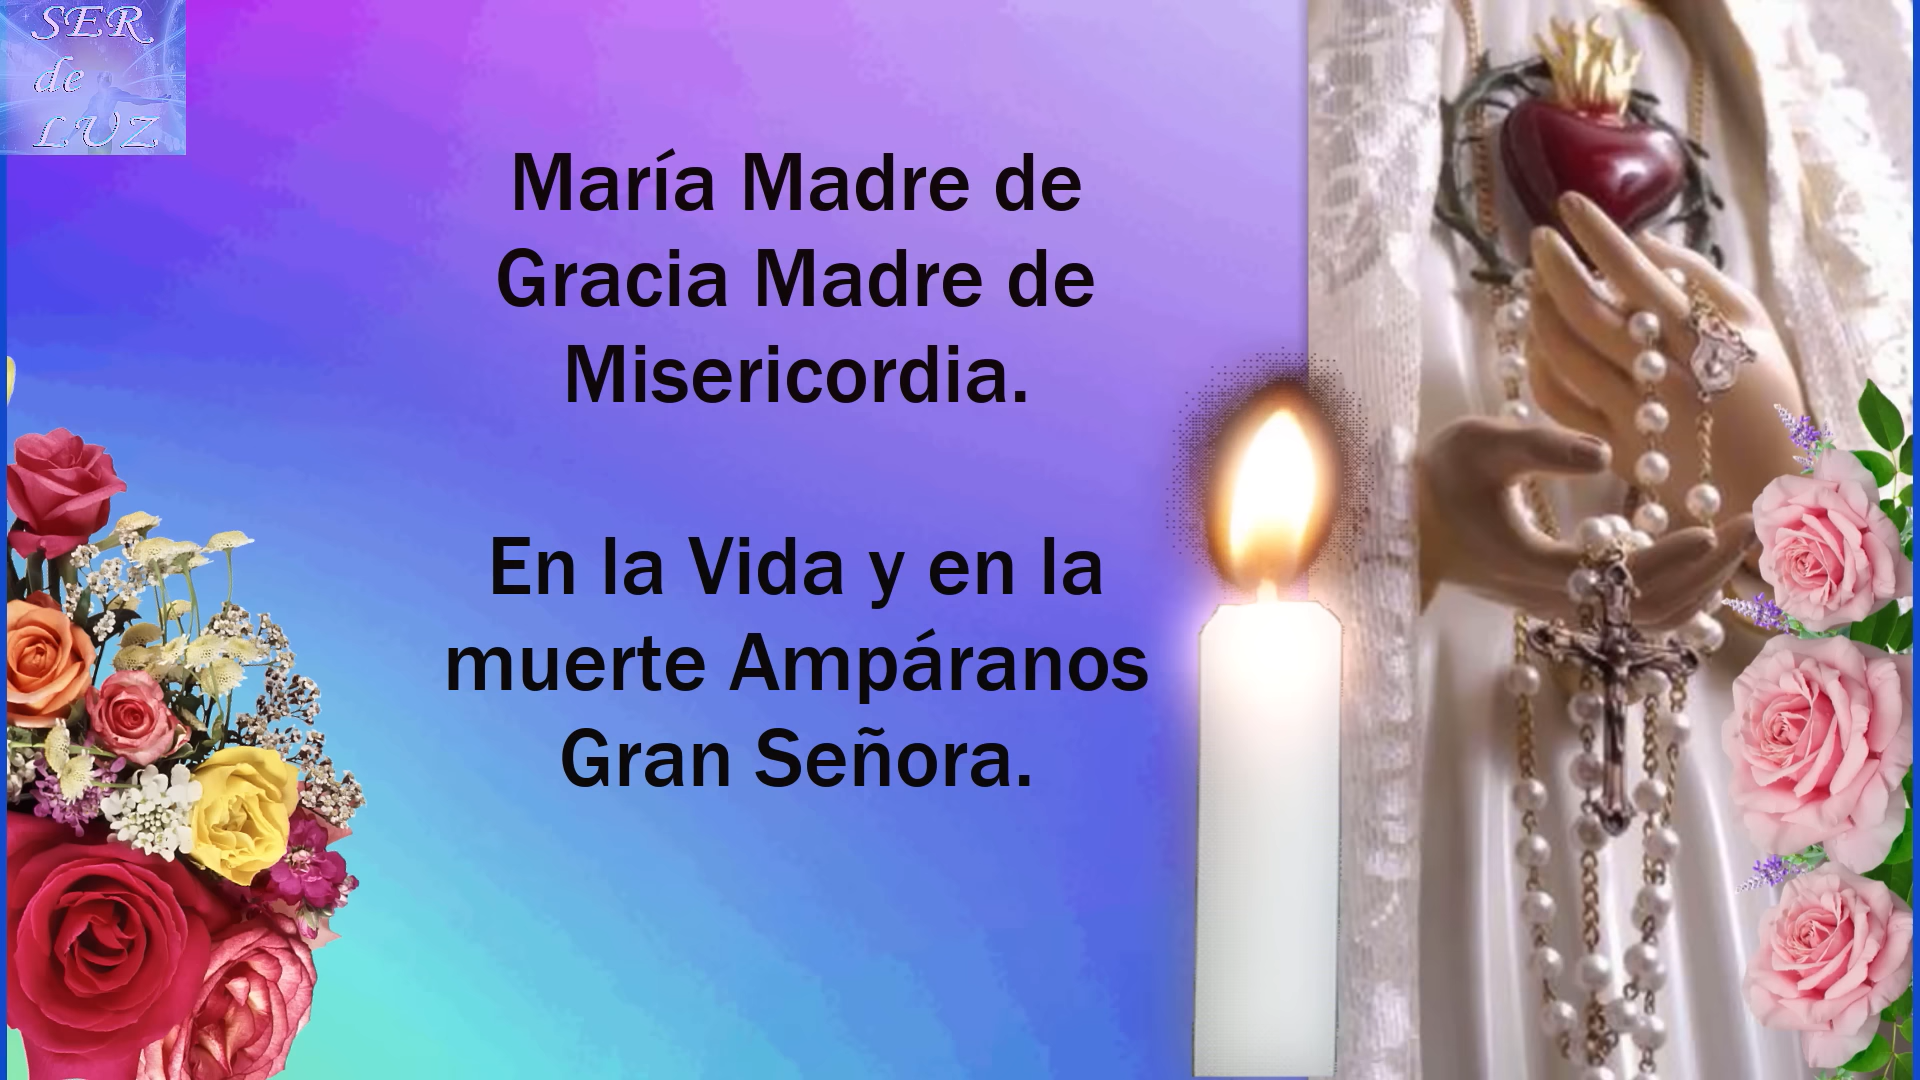 SER
de
LUZ
María Madre de
Gracia Madre de
Misericordia.
En la Vida y en la
muerte Ampáranos
Gran Señora.